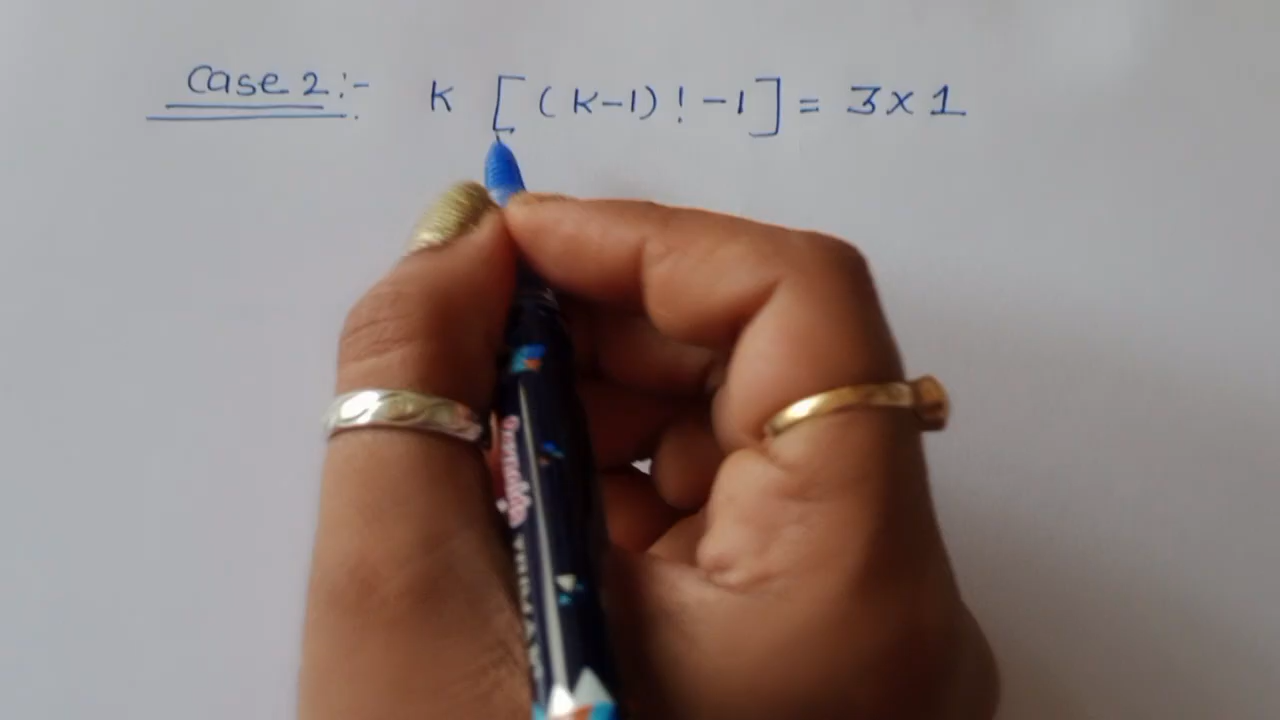 Case 2:- K [(K-1)! -1] = 3×1